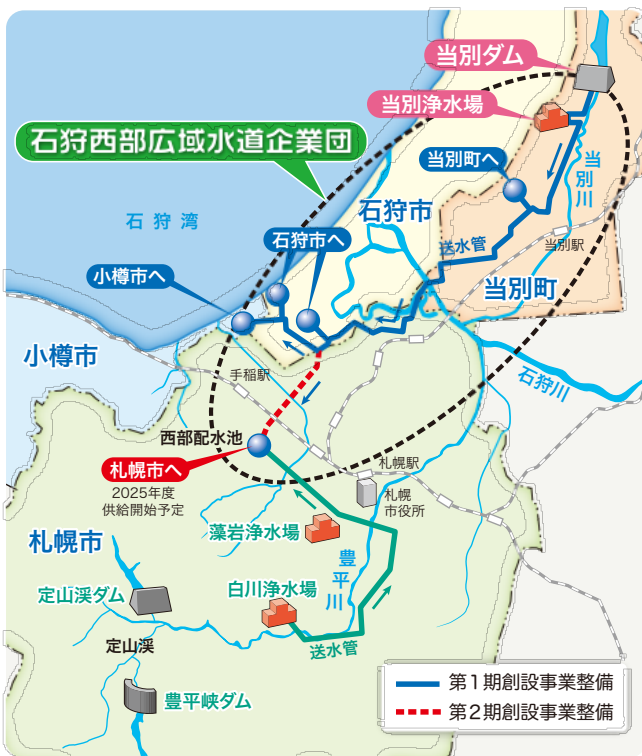 当別ダム
当別浄水場
石狩西部広域水道企業団
当別町へ
当別川
石狩市
石狩湾
石狩市へ
送水管
当別駅
小樽市へ
当別町
小樽市
手稲駅
石狩川
西部配水池
札幌市へ
2025年度
供給開始予定
札幌駅
札幌
市役所
藻岩浄水場
豊平川
札幌市
定山渓ダム
白川浄水場
定山渓
送水管
豊平峡ダム
第1期創設事業整備
第2期創設事業整備